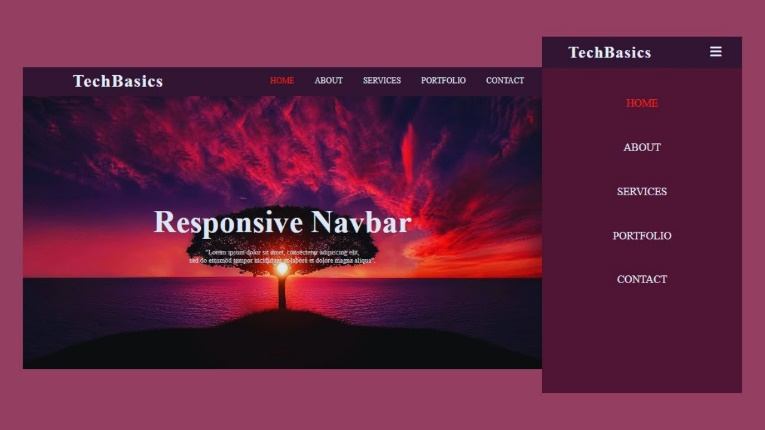 TechBasics
HOME ABOUT SERVICES PORTFOLIO CONTACT
Responsive Navbar
"Lorem ipsum dolor sit amet, consectetur adipiscing elit,
sed do eiusmod tempor incididunt ut labore et dolore magna aliqua".
TechBasics
HOME
ABOUT
SERVICES
PORTFOLIO
CONTACT